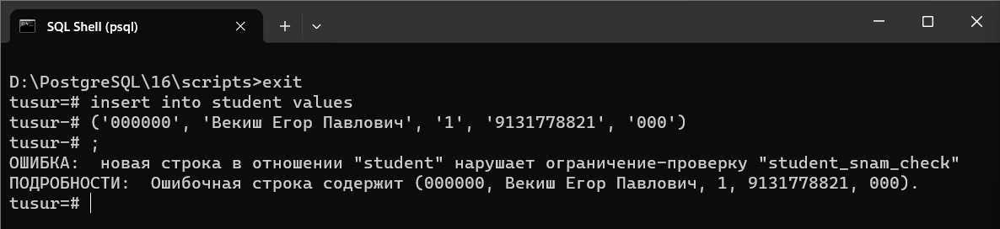 SQL Shell (psql)
D:\PostgreSQL\16\scripts>exit
tusur=# insert into student values
tusur-# ('000000', 'Векиш Егор Павлович', '1', '9131778821', '000')
tusur-# ;
ОШИБКА:  новая строка в отношении "student" нарушает ограничение-проверку "student_snam_check"
ПОДРОБНОСТИ:  Ошибочная строка содержит (000000, Векиш Егор Павлович, 1, 9131778821, 000).
tusur=#